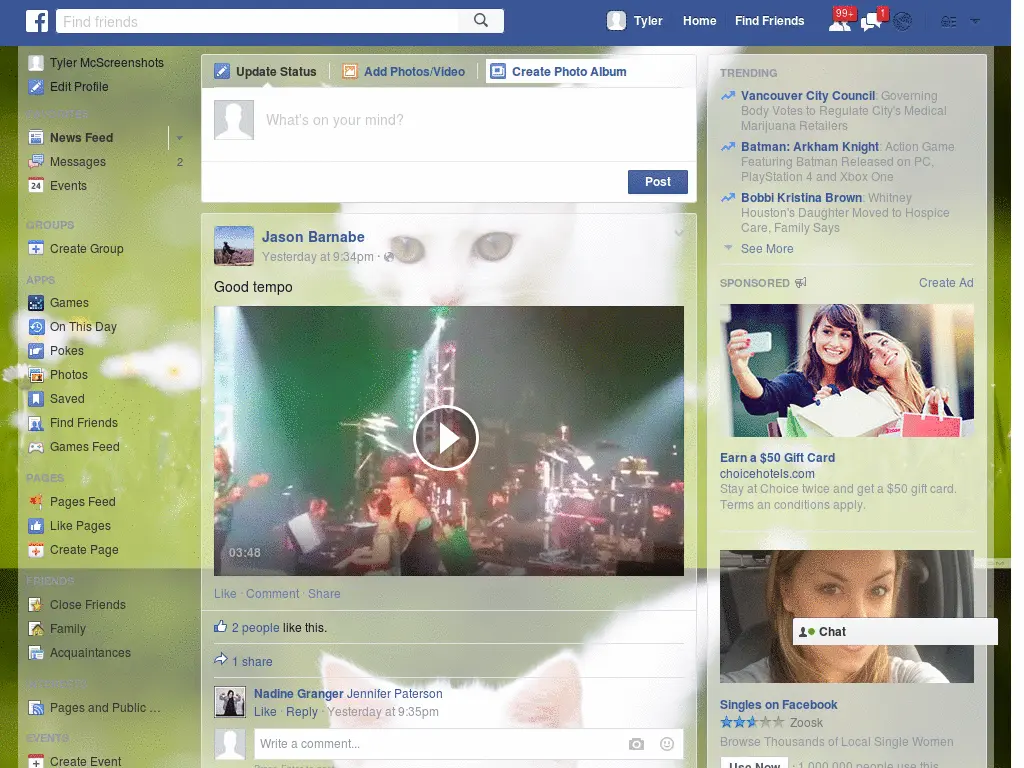 f
Find friends
Tyler
Home
Find Friends
99+
1
Tyler McScreenshots
Edit Profile
FAVORITES
News Feed
Messages
2
24
Events
GROUPS
Create Group
APPS
Games
On This Day
Pokes
Photos
Saved
Find Friends
Games Feed
PAGES
Pages Feed
Like Pages
Create Page
FRIENDS
Close Friends
Family
Acquaintances
INTERESTS
Pages and Public ...
EVENTS
Create Event
Update Status
Add Photos/Video
Create Photo Album
What's on your mind?
Post
Jason Barnabe
Yesterday at 9:34pm ·
Good tempo
03:48
Like · Comment · Share
2 people like this.
1 share
Nadine Granger Jennifer Paterson
Like · Reply · Yesterday at 9:35pm
Write a comment...
TRENDING
Vancouver City Council: Governing
Body Votes to Regulate City's Medical
Marijuana Retailers
Batman: Arkham Knight: Action Game
Featuring Batman Released on PC,
PlayStation 4 and Xbox One
Bobbi Kristina Brown: Whitney
Houston's Daughter Moved to Hospice
Care, Family Says
See More
SPONSORED
Create Ad
Earn a $50 Gift Card
choicehotels.com
Stay at Choice twice and get a $50 gift card.
Terms an conditions apply.
Chat
Singles on Facebook
Zoosk
Browse Thousands of Local Single Women
Use Now
· 1,000,000 people use this